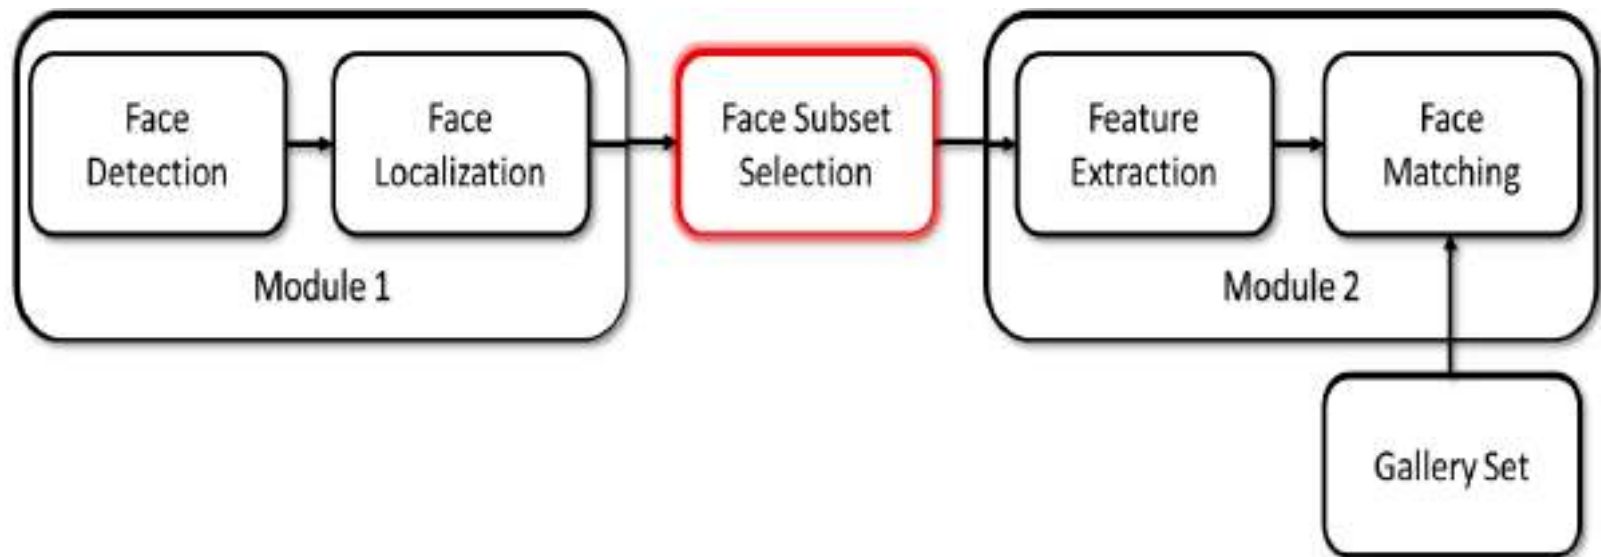 Face
Detection
Face
Localization
Module 1
Face Subset
Selection
Feature
Extraction
Face
Matching
Module 2
Gallery Set